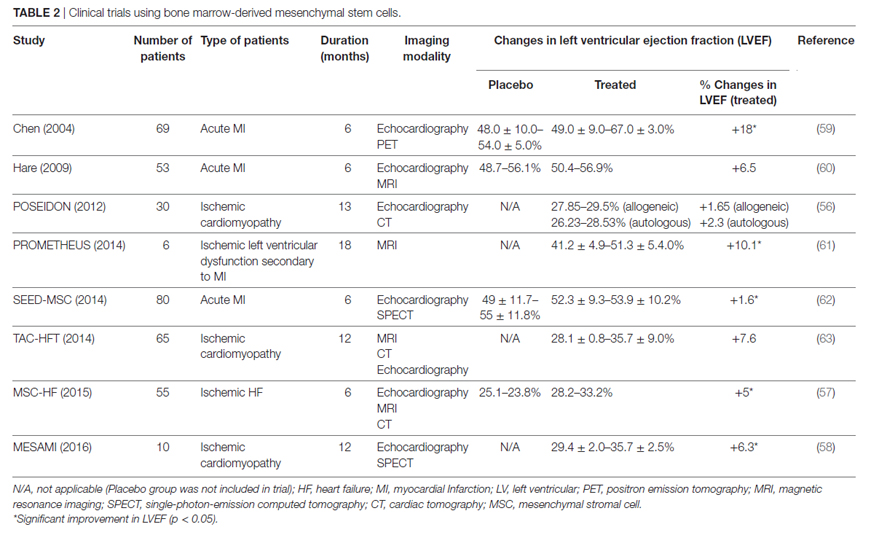 TABLE 2 | Clinical trials using bone marrow-derived mesenchymal stem cells.
Study Number of patients Type of patients Duration (months) Imaging modality Changes in left ventricular ejection fraction (LVEF) Reference
Placebo Treated % Changes in LVEF (treated)
Chen (2004) 69 Acute MI 6 Echocardiography 48.0 ± 10.0– 49.0 ± 9.0–67.0 ± 3.0% +18* (59)
PET 54.0 ± 5.0%
Hare (2009) 53 Acute MI 6 Echocardiography 48.7–56.1% 50.4–56.9% +6.5 (60)
MRI
POSEIDON (2012) 30 Ischemic 13 Echocardiography N/A 27.85–29.5% (allogeneic) +1.65 (allogeneic) (56)
cardiomyopathy CT 26.23–28.53% (autologous) +2.3 (autologous)
PROMETHEUS (2014) 6 Ischemic left ventricular 18 MRI N/A 41.2 ± 4.9–51.3 ± 5.4.0% +10.1* (61)
dysfunction secondary
to MI
SEED-MSC (2014) 80 Acute MI 6 Echocardiography 49 ± 11.7– 52.3 ± 9.3–53.9 ± 10.2% +1.6* (62)
SPECT 55 ± 11.8%
TAC-HFT (2014) 65 Ischemic 12 MRI N/A 28.1 ± 0.8–35.7 ± 9.0% +7.6 (63)
cardiomyopathy CT
Echocardiography
MSC-HF (2015) 55 Ischemic HF 6 Echocardiography 25.1–23.8% 28.2–33.2% +5* (57)
MRI
CT
MESAMI (2016) 10 Ischemic 12 Echocardiography N/A 29.4 ± 2.0–35.7 ± 2.5% +6.3* (58)
cardiomyopathy SPECT
N/A, not applicable (Placebo group was not included in trial); HF, heart failure; MI, myocardial Infarction; LV, left ventricular; PET, positron emission tomography; MRI, magnetic
resonance imaging; SPECT, single-photon-emission computed tomography; CT, cardiac tomography; MSC, mesenchymal stromal cell.
*Significant improvement in LVEF (p < 0.05).